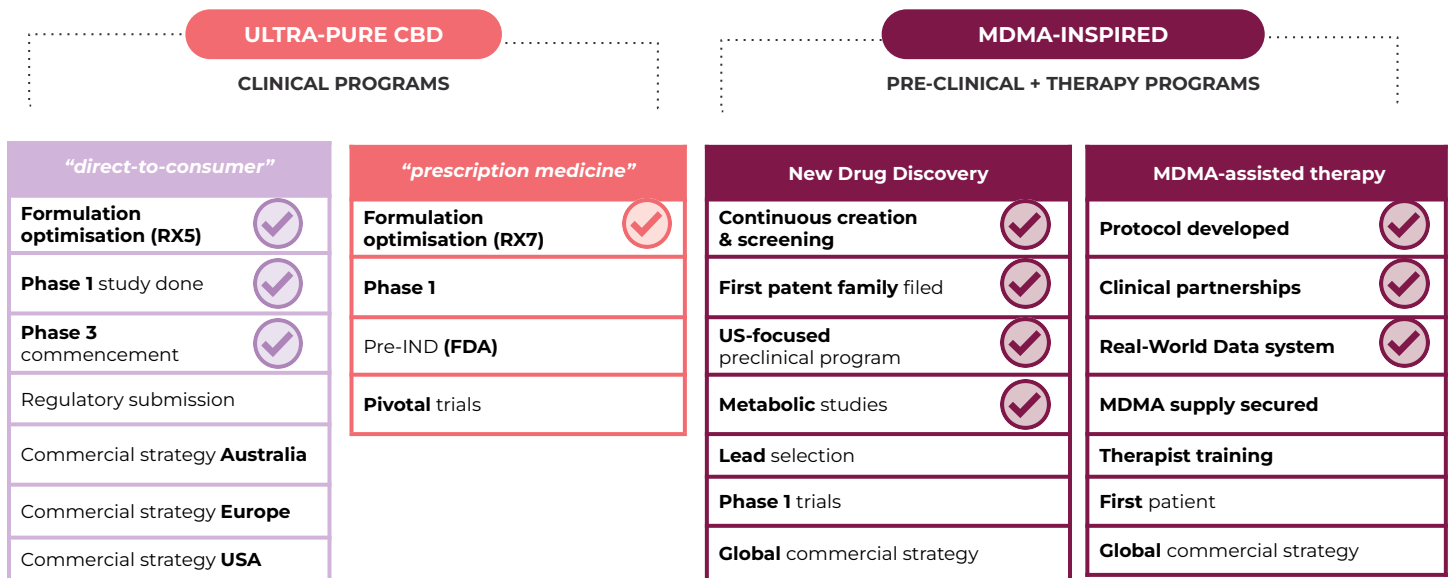 ULTRA-PURE CBD
CLINICAL PROGRAMS
“direct-to-consumer”
Formulation
optimisation (RX5)
Phase 1 study done
Phase 3
commencement
Regulatory submission
Commercial strategy Australia
Commercial strategy Europe
Commercial strategy USA
“prescription medicine”
Formulation
optimisation (RX7)
Phase 1
Pre-IND (FDA)
Pivotal trials
MDMA-INSPIRED
PRE-CLINICAL + THERAPY PROGRAMS
New Drug Discovery
Continuous creation
& screening
First patent family filed
US-focused
preclinical program
Metabolic studies
Lead selection
Phase 1 trials
Global commercial strategy
MDMA-assisted therapy
Protocol developed
Clinical partnerships
Real-World Data system
MDMA supply secured
Therapist training
First patient
Global commercial strategy